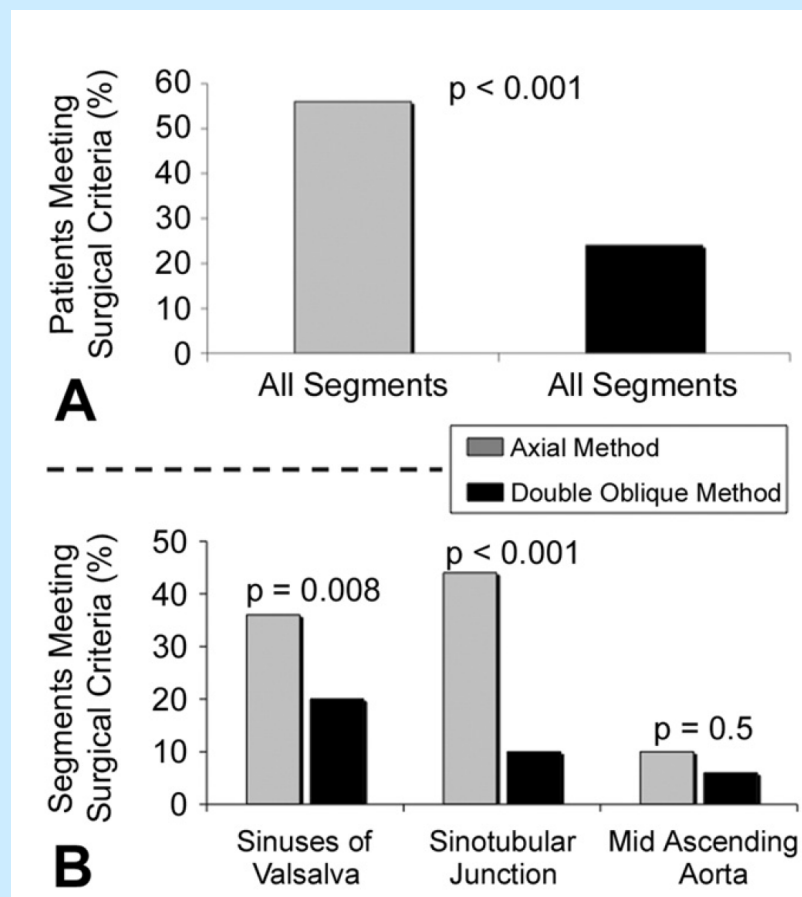 Patients Meeting
Surgical Criteria (%)
60
50
40
30
20
10
0
p < 0.001
All Segments
All Segments
A
Axial Method
Double Oblique Method
Segments Meeting
Surgical Criteria (%)
50
40
30
20
10
0
p = 0.008
p < 0.001
p = 0.5
Sinuses of
Valsalva
Sinotubular
Junction
Mid Ascending
Aorta
B